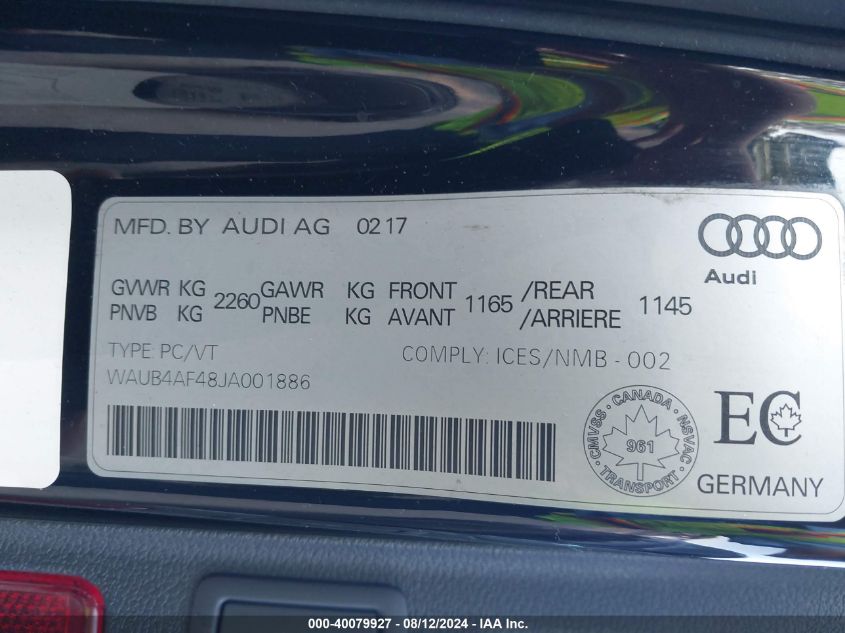 MFD. BY AUDI AG 02 17
Audi
GVWR KG 2260 GAWR KG FRONT 1165 /REAR 1145
PNVB KG PNBE KG AVANT /ARRIERE
TYPE: PC/VT COMPLY: ICES/NMB - 002
WAUB4AF48JA001886
CMVSS · CANADA · NSVAC
961
TRANSPORT
EC
GERMANY
000-40079927 - 08/12/2024 - IAA Inc.